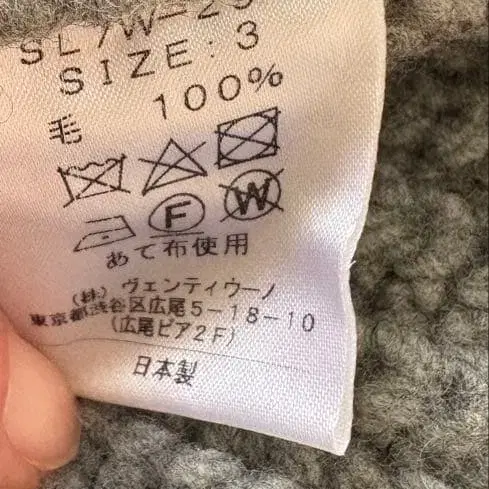 SIZE:3
毛 100%
F W
あて布使用
(株)ヴェンティウーノ
東京都渋谷区広尾5-18-10
(広尾ピア2F)
日本製